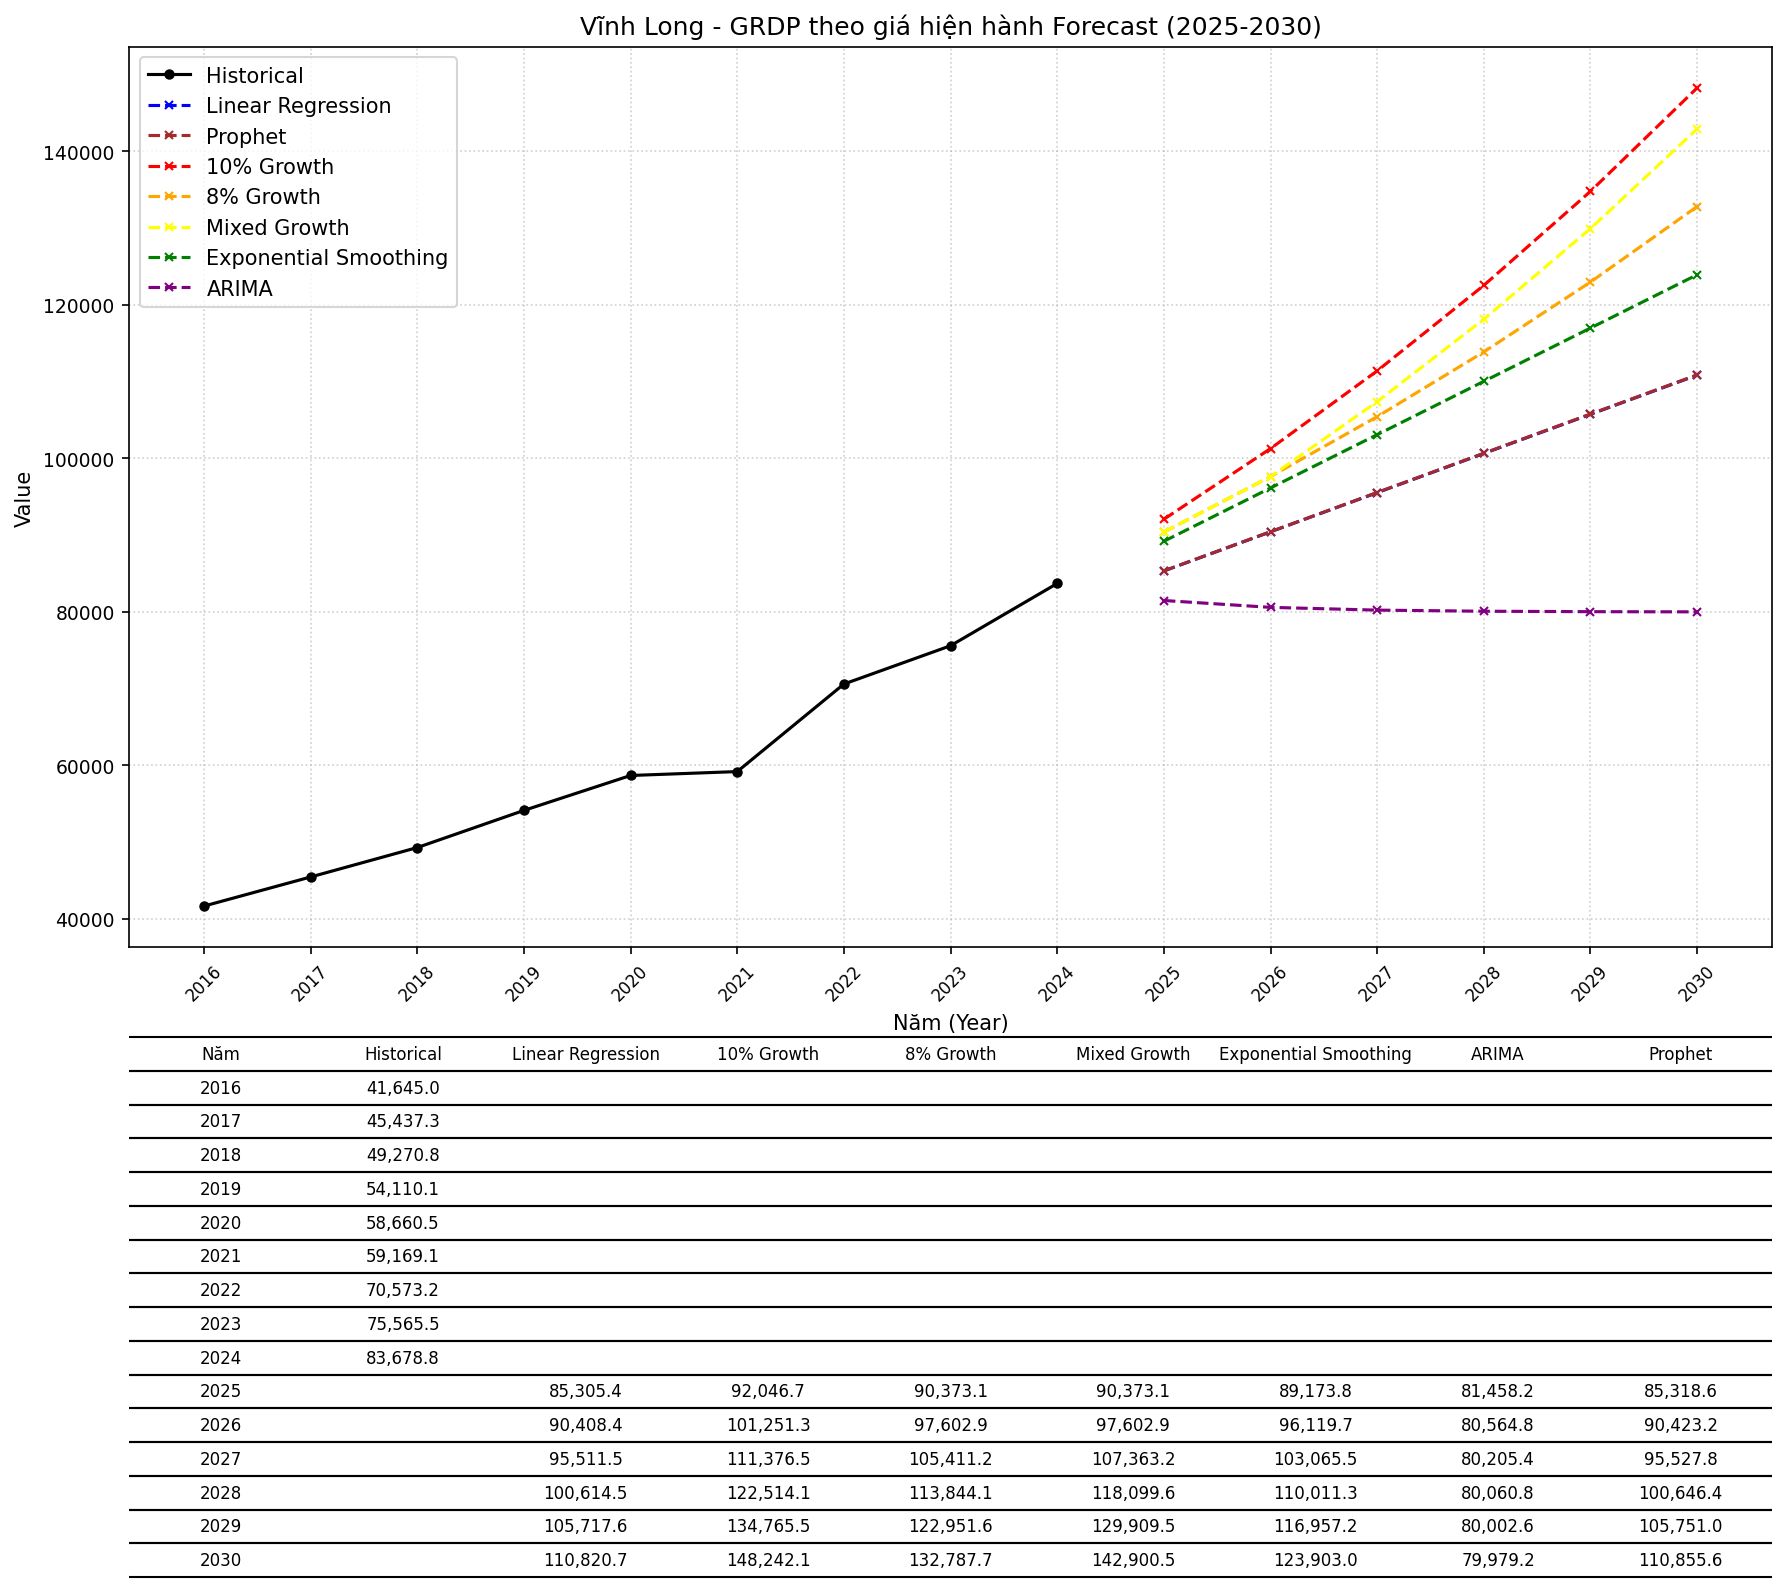 Vĩnh Long - GRDP theo giá hiện hành Forecast (2025-2030)
Historical
Linear Regression
Prophet
10% Growth
8% Growth
Mixed Growth
Exponential Smoothing
ARIMA
Value
140000
120000
100000
80000
60000
40000
2016 2017 2018 2019 2020 2021 2022 2023 2024 2025 2026 2027 2028 2029 2030
Năm (Year)
Năm Historical Linear Regression 10% Growth 8% Growth Mixed Growth Exponential Smoothing ARIMA Prophet
2016 41,645.0
2017 45,437.3
2018 49,270.8
2019 54,110.1
2020 58,660.5
2021 59,169.1
2022 70,573.2
2023 75,565.5
2024 83,678.8
2025 85,305.4 92,046.7 90,373.1 90,373.1 89,173.8 81,458.2 85,318.6
2026 90,408.4 101,251.3 97,602.9 97,602.9 96,119.7 80,564.8 90,423.2
2027 95,511.5 111,376.5 105,411.2 107,363.2 103,065.5 80,205.4 95,527.8
2028 100,614.5 122,514.1 113,844.1 118,099.6 110,011.3 80,060.8 100,646.4
2029 105,717.6 134,765.5 122,951.6 129,909.5 116,957.2 80,002.6 105,751.0
2030 110,820.7 148,242.1 132,787.7 142,900.5 123,903.0 79,979.2 110,855.6